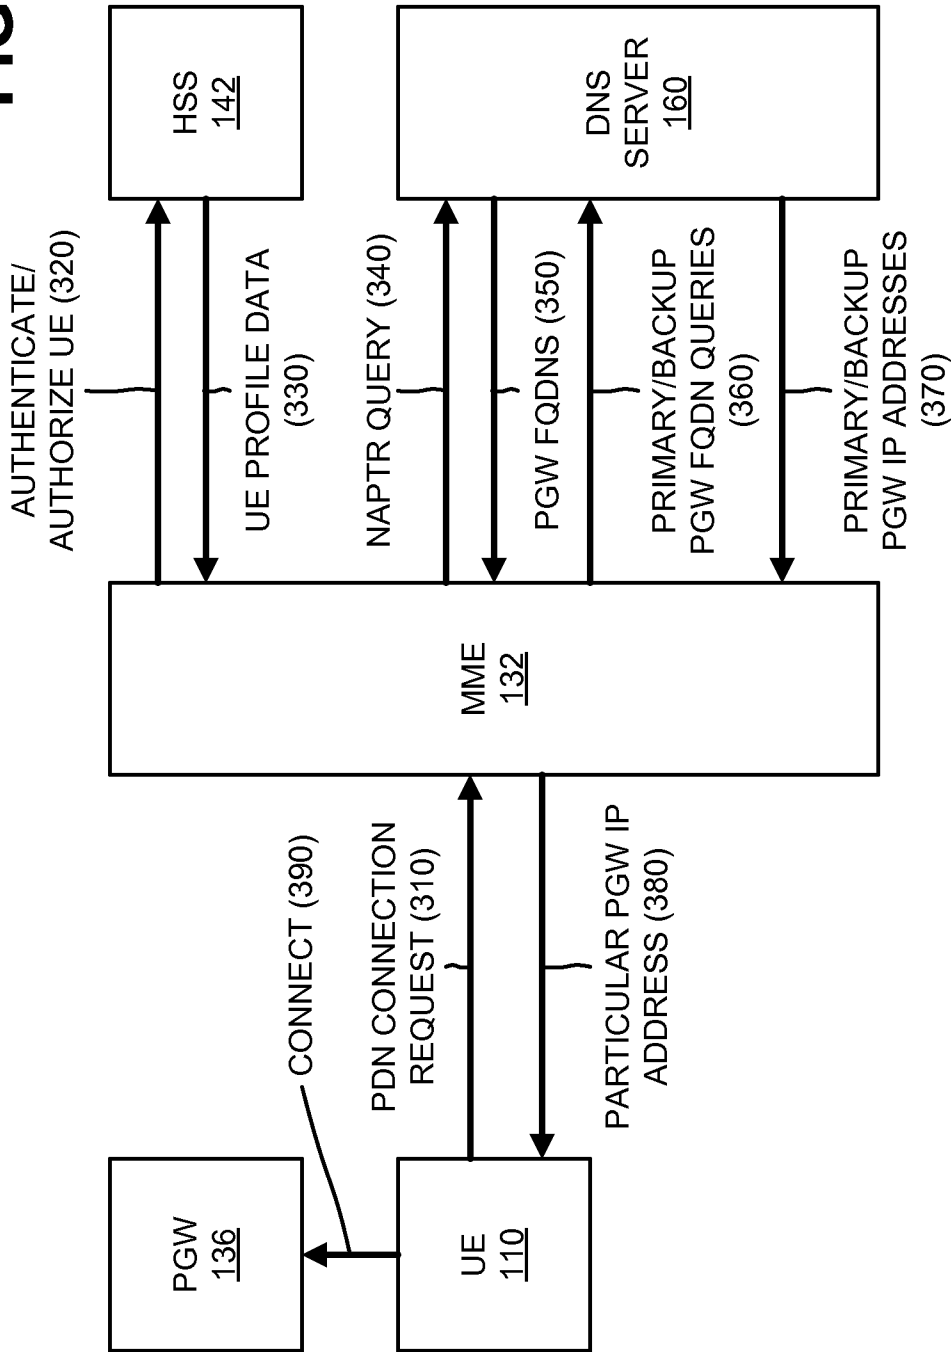 HSS
142
DNS
SERVER
160
AUTHENTICATE/
AUTHORIZE UE (320)
UE PROFILE DATA
(330)
NAPTR QUERY (340)
PGW FQDNS (350)
PRIMARY/BACKUP
PGW FQDN QUERIES
(360)
PRIMARY/BACKUP
PGW IP ADDRESSES
(370)
MME
132
CONNECT (390)
PDN CONNECTION
REQUEST (310)
PARTICULAR PGW IP
ADDRESS (380)
PGW
136
UE
110